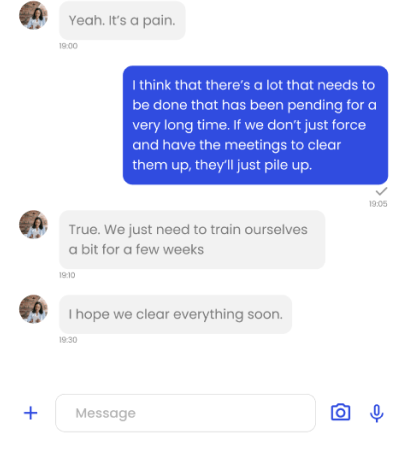 Yeah. It's a pain.
19:00
I think that there's a lot that needs to
be done that has been pending for a
very long time. If we don't just force
and have the meetings to clear
them up, they'll just pile up.
19:05
True. We just need to train ourselves
a bit for a few weeks
19:10
I hope we clear everything soon.
19:30
Message